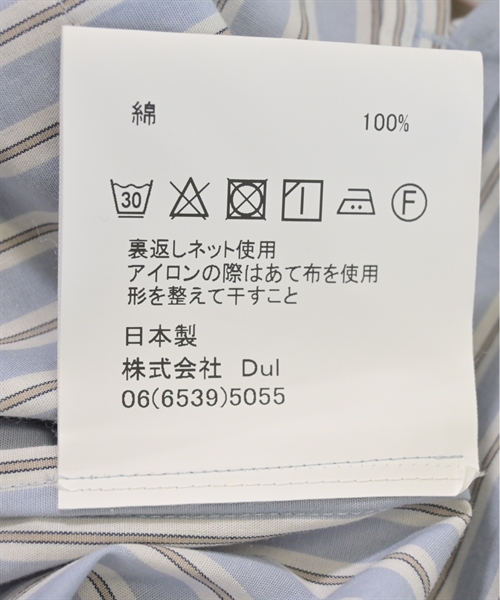 綿 100%
30 F
裏返しネット使用
アイロンの際はあて布を使用
形を整えて干すこと
日本製
株式会社 Dul
06(6539)5055